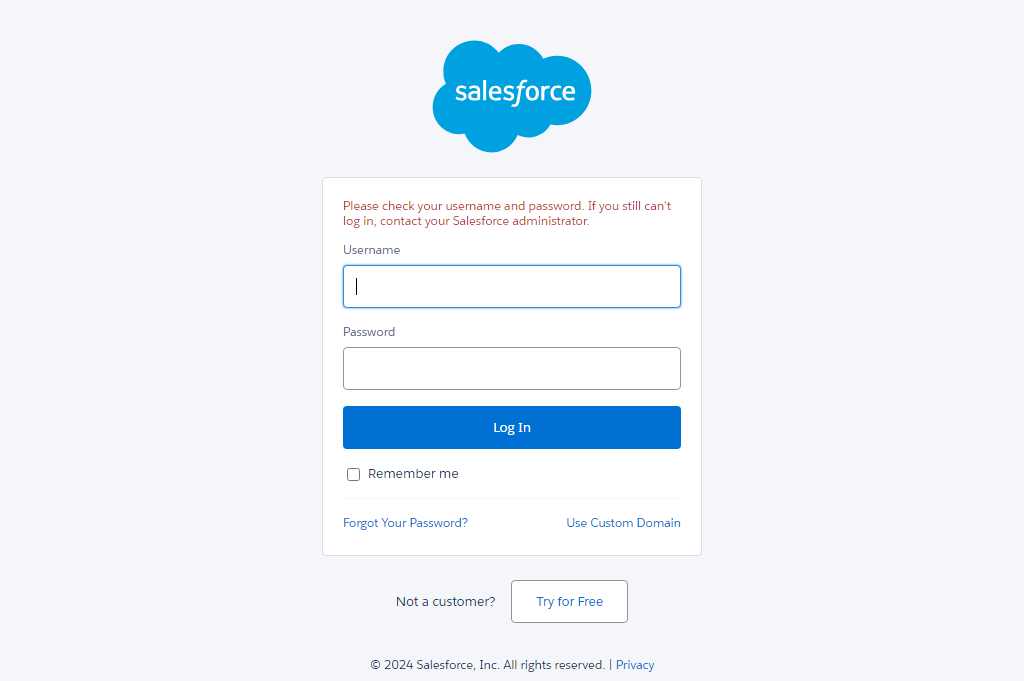 salesforce
Please check your username and password. If you still can't
log in, contact your Salesforce administrator.
Username
Password
Log In
Remember me
Forgot Your Password?
Use Custom Domain
Not a customer?
Try for Free
© 2024 Salesforce, Inc. All rights reserved. | Privacy